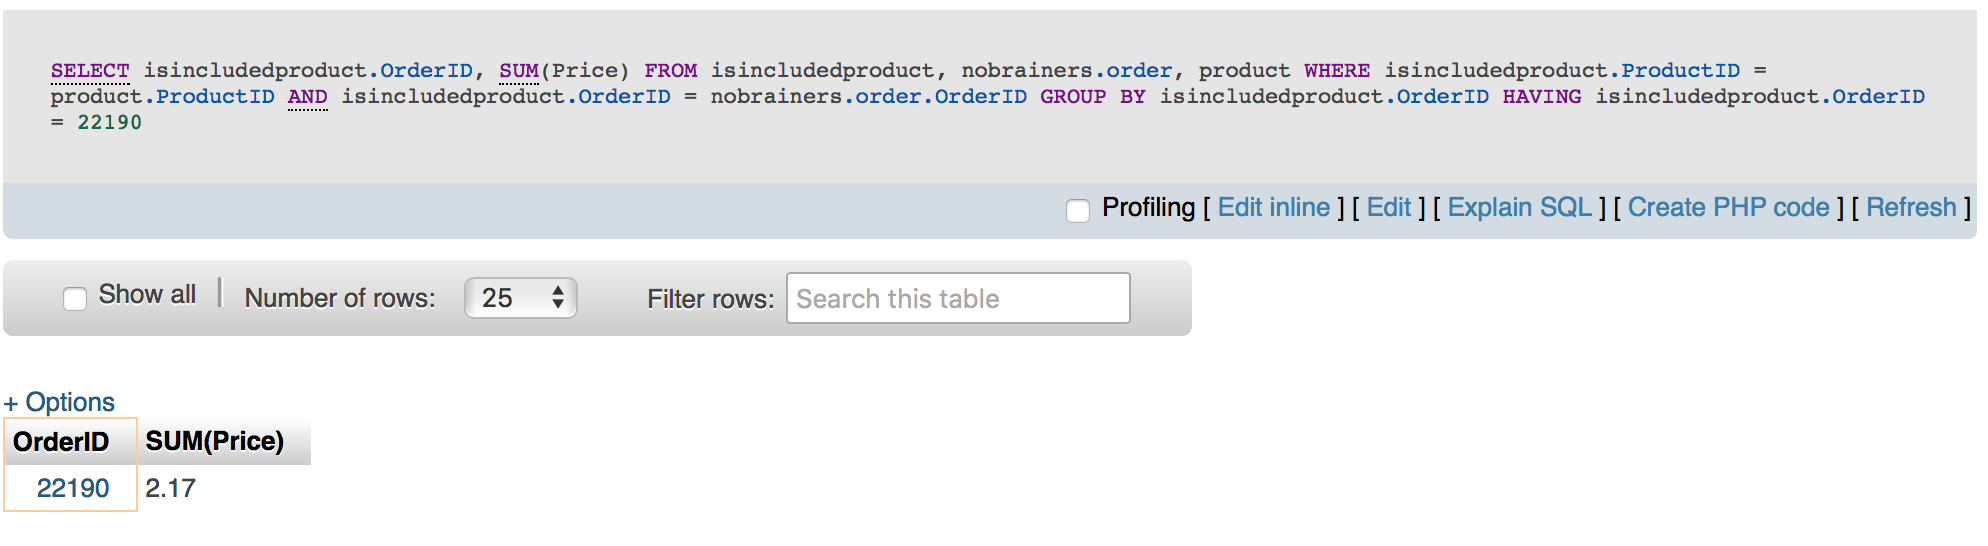 SELECT isincludedproduct.OrderID, SUM(Price) FROM isincludedproduct, nobrainers.order, product WHERE isincludedproduct.ProductID =
product.ProductID AND isincludedproduct.OrderID = nobrainers.order.OrderID GROUP BY isincludedproduct.OrderID HAVING isincludedproduct.OrderID
= 22190
Profiling [ Edit inline ] [ Edit ] [ Explain SQL ] [ Create PHP code ] [ Refresh ]
Show all | Number of rows: 25 Filter rows: Search this table
+ Options
OrderID SUM(Price)
22190 2.17